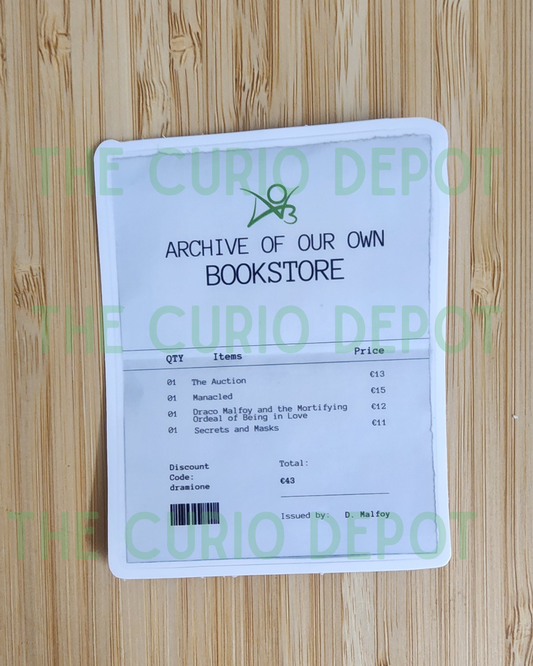 THE CURIO DEPOT
ARCHIVE OF OUR OWN
BOOKSTORE
THE CURIO DEPOT
QTY Items Price
01 The Auction €13
01 Manacled €15
01 Draco Malfoy and the Mortifying €12
Ordeal of Being in Love
01 Secrets and Masks €11
Discount Total:
Code: €43
dramione
Issued by: D. Malfoy
THE CURIO DEPOT